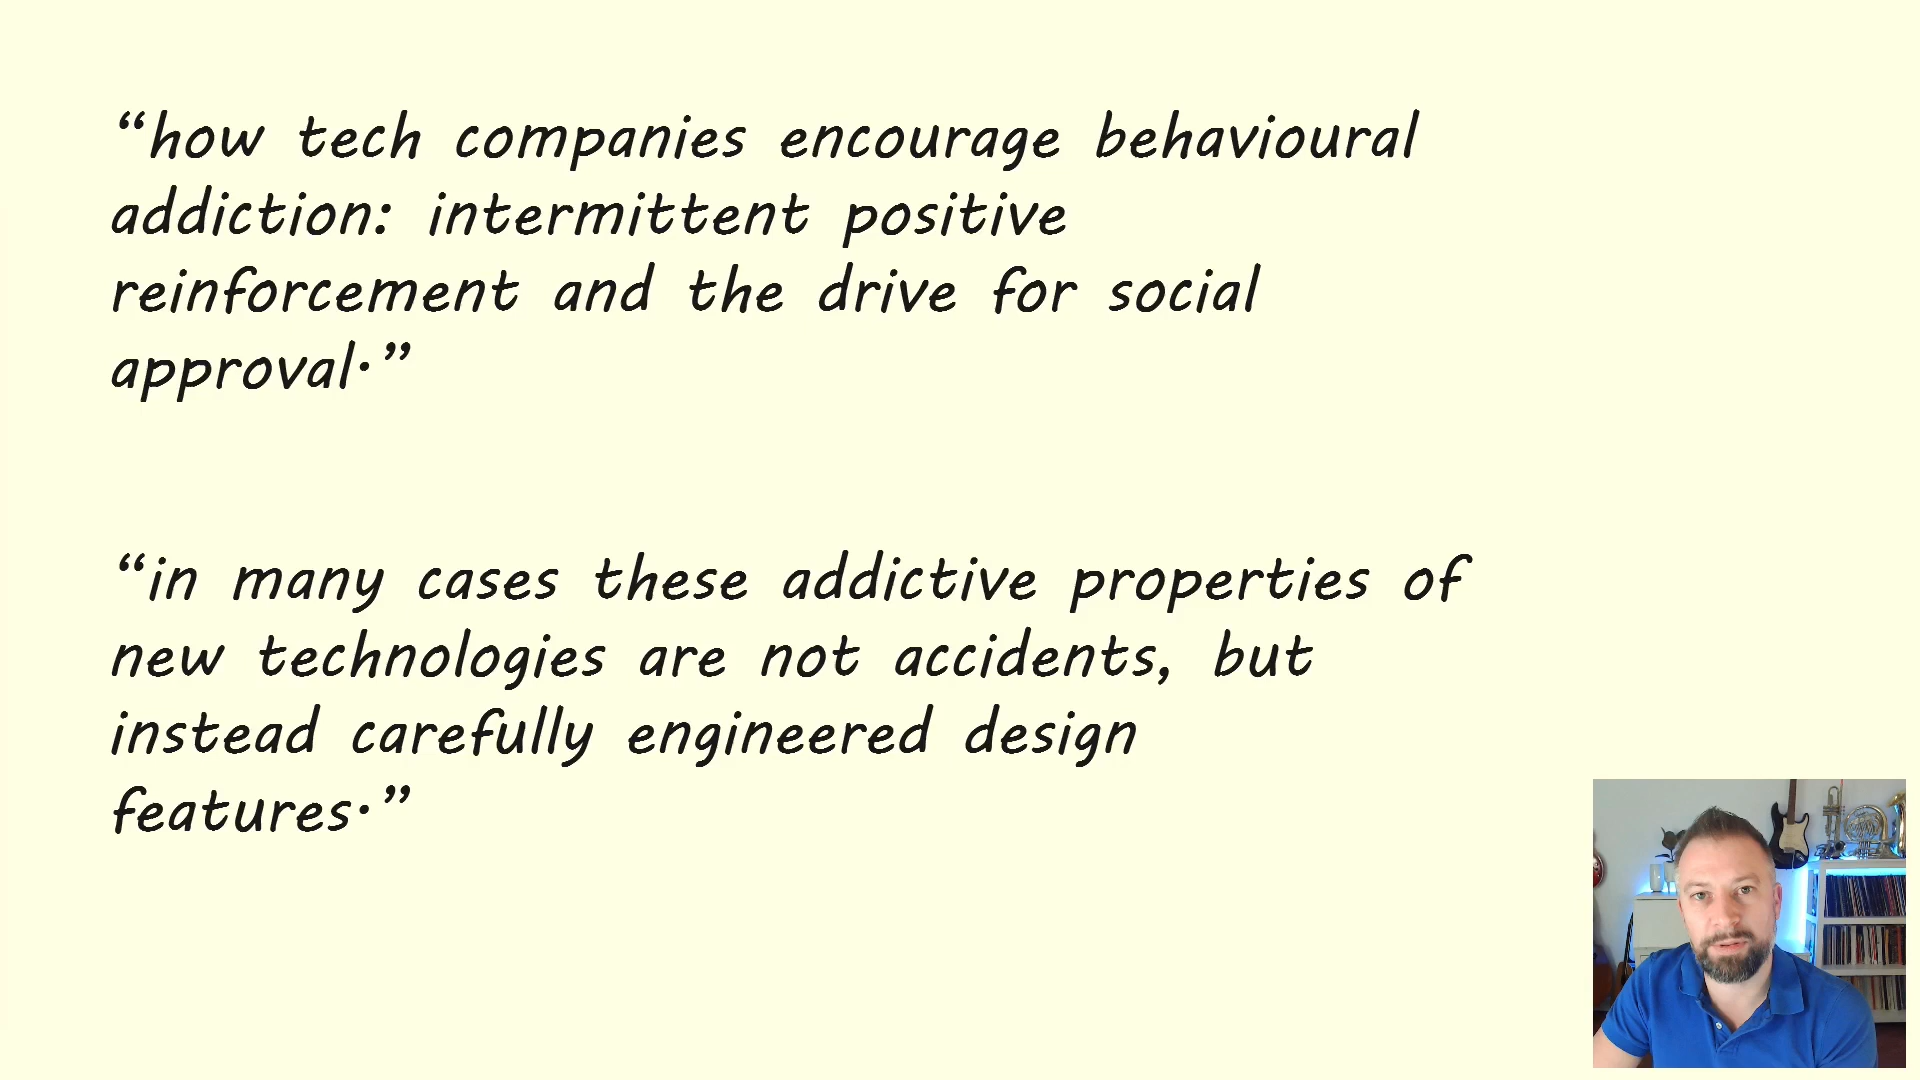 “how tech companies encourage behavioural
addiction: intermittent positive
reinforcement and the drive for social
approval.”
“in many cases these addictive properties of
new technologies are not accidents, but
instead carefully engineered design
features.”